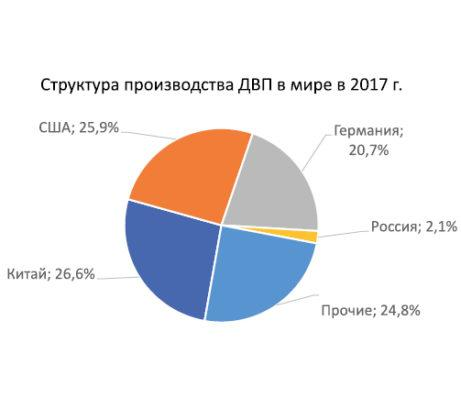 Структура производства ДВП в мире в 2017 г.
США; 25,9%
Германия;
20,7%
Россия; 2,1%
Китай; 26,6%
Прочие; 24,8%